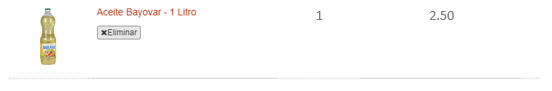 Aceite Bayovar - 1 Litro
1
2.50
✖Eliminar